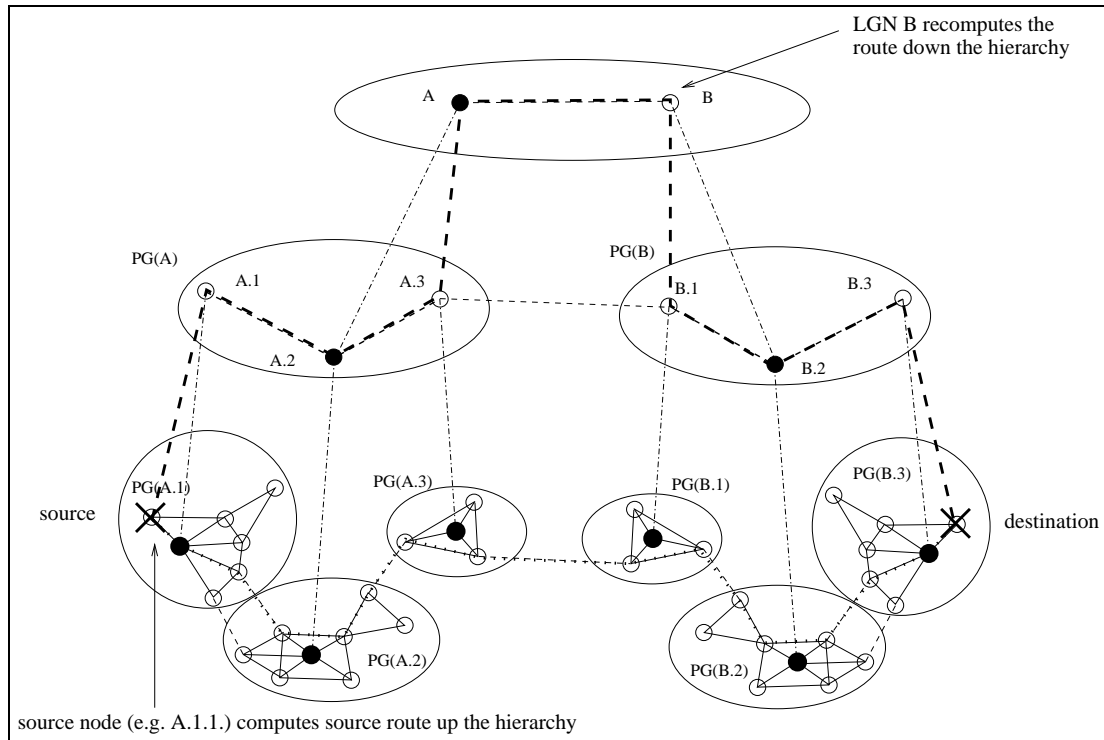 LGN B recomputes the
route down the hierarchy
A
B
PG(A)
A.1
A.3
A.2
PG(B)
B.1
B.3
B.2
PG(A.1)
PG(A.3)
PG(B.1)
PG(B.3)
source
destination
PG(A.2)
PG(B.2)
source node (e.g. A.1.1.) computes source route up the hierarchy